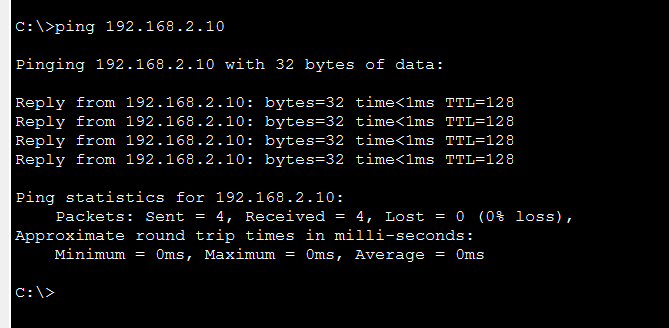 C:\>ping 192.168.2.10
Pinging 192.168.2.10 with 32 bytes of data:
Reply from 192.168.2.10: bytes=32 time<1ms TTL=128
Reply from 192.168.2.10: bytes=32 time<1ms TTL=128
Reply from 192.168.2.10: bytes=32 time<1ms TTL=128
Reply from 192.168.2.10: bytes=32 time<1ms TTL=128
Ping statistics for 192.168.2.10:
    Packets: Sent = 4, Received = 4, Lost = 0 (0% loss),
Approximate round trip times in milli-seconds:
    Minimum = 0ms, Maximum = 0ms, Average = 0ms
C:\>